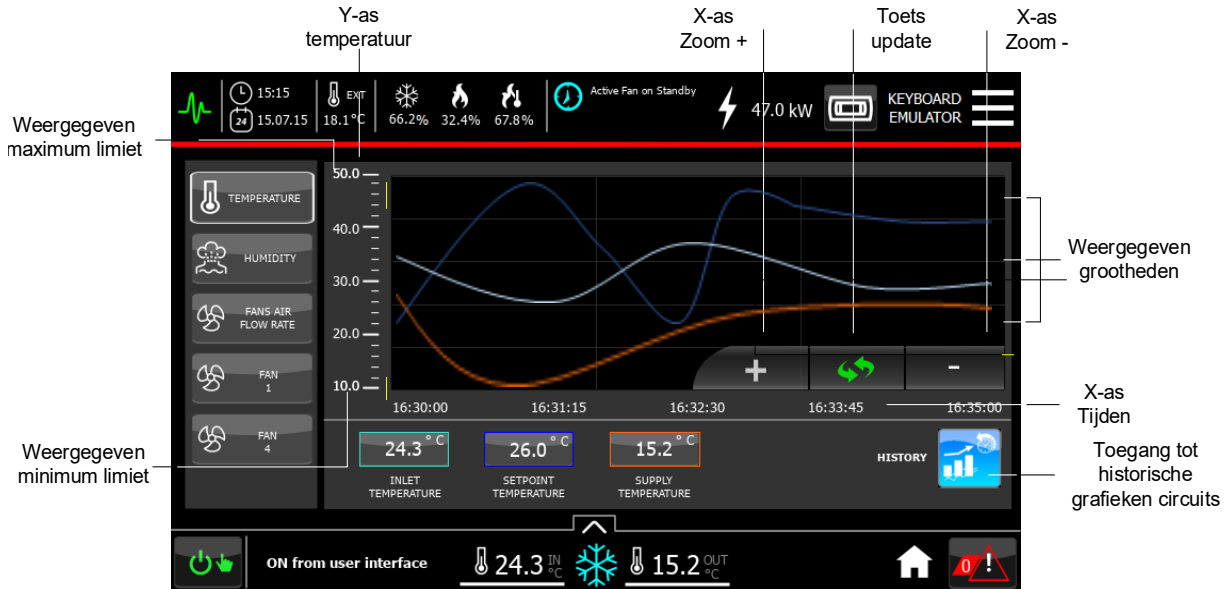 Y-as
temperatuur
X-as
Zoom +
Toets
update
X-as
Zoom -
Weergegeven
maximum limiet
15:15
24 15.07.15
EXT
18.1°C
66.2%
32.4%
67.8%
Active Fan on Standby
47.0 kW
KEYBOARD
EMULATOR
TEMPERATURE
HUMIDITY
FANS AIR
FLOW RATE
FAN
1
FAN
4
50.0
40.0
30.0
20.0
10.0
+
-
16:30:00
16:31:15
16:32:30
16:33:45
16:35:00
Weergegeven
grootheden
X-as
Tijden
Weergegeven
minimum limiet
24.3 °C
INLET
TEMPERATURE
26.0 °C
SETPOINT
TEMPERATURE
15.2 °C
SUPPLY
TEMPERATURE
HISTORY
Toegang tot
historische
grafieken circuits
ON from user interface
24.3 IN °C
15.2 OUT °C
0 !